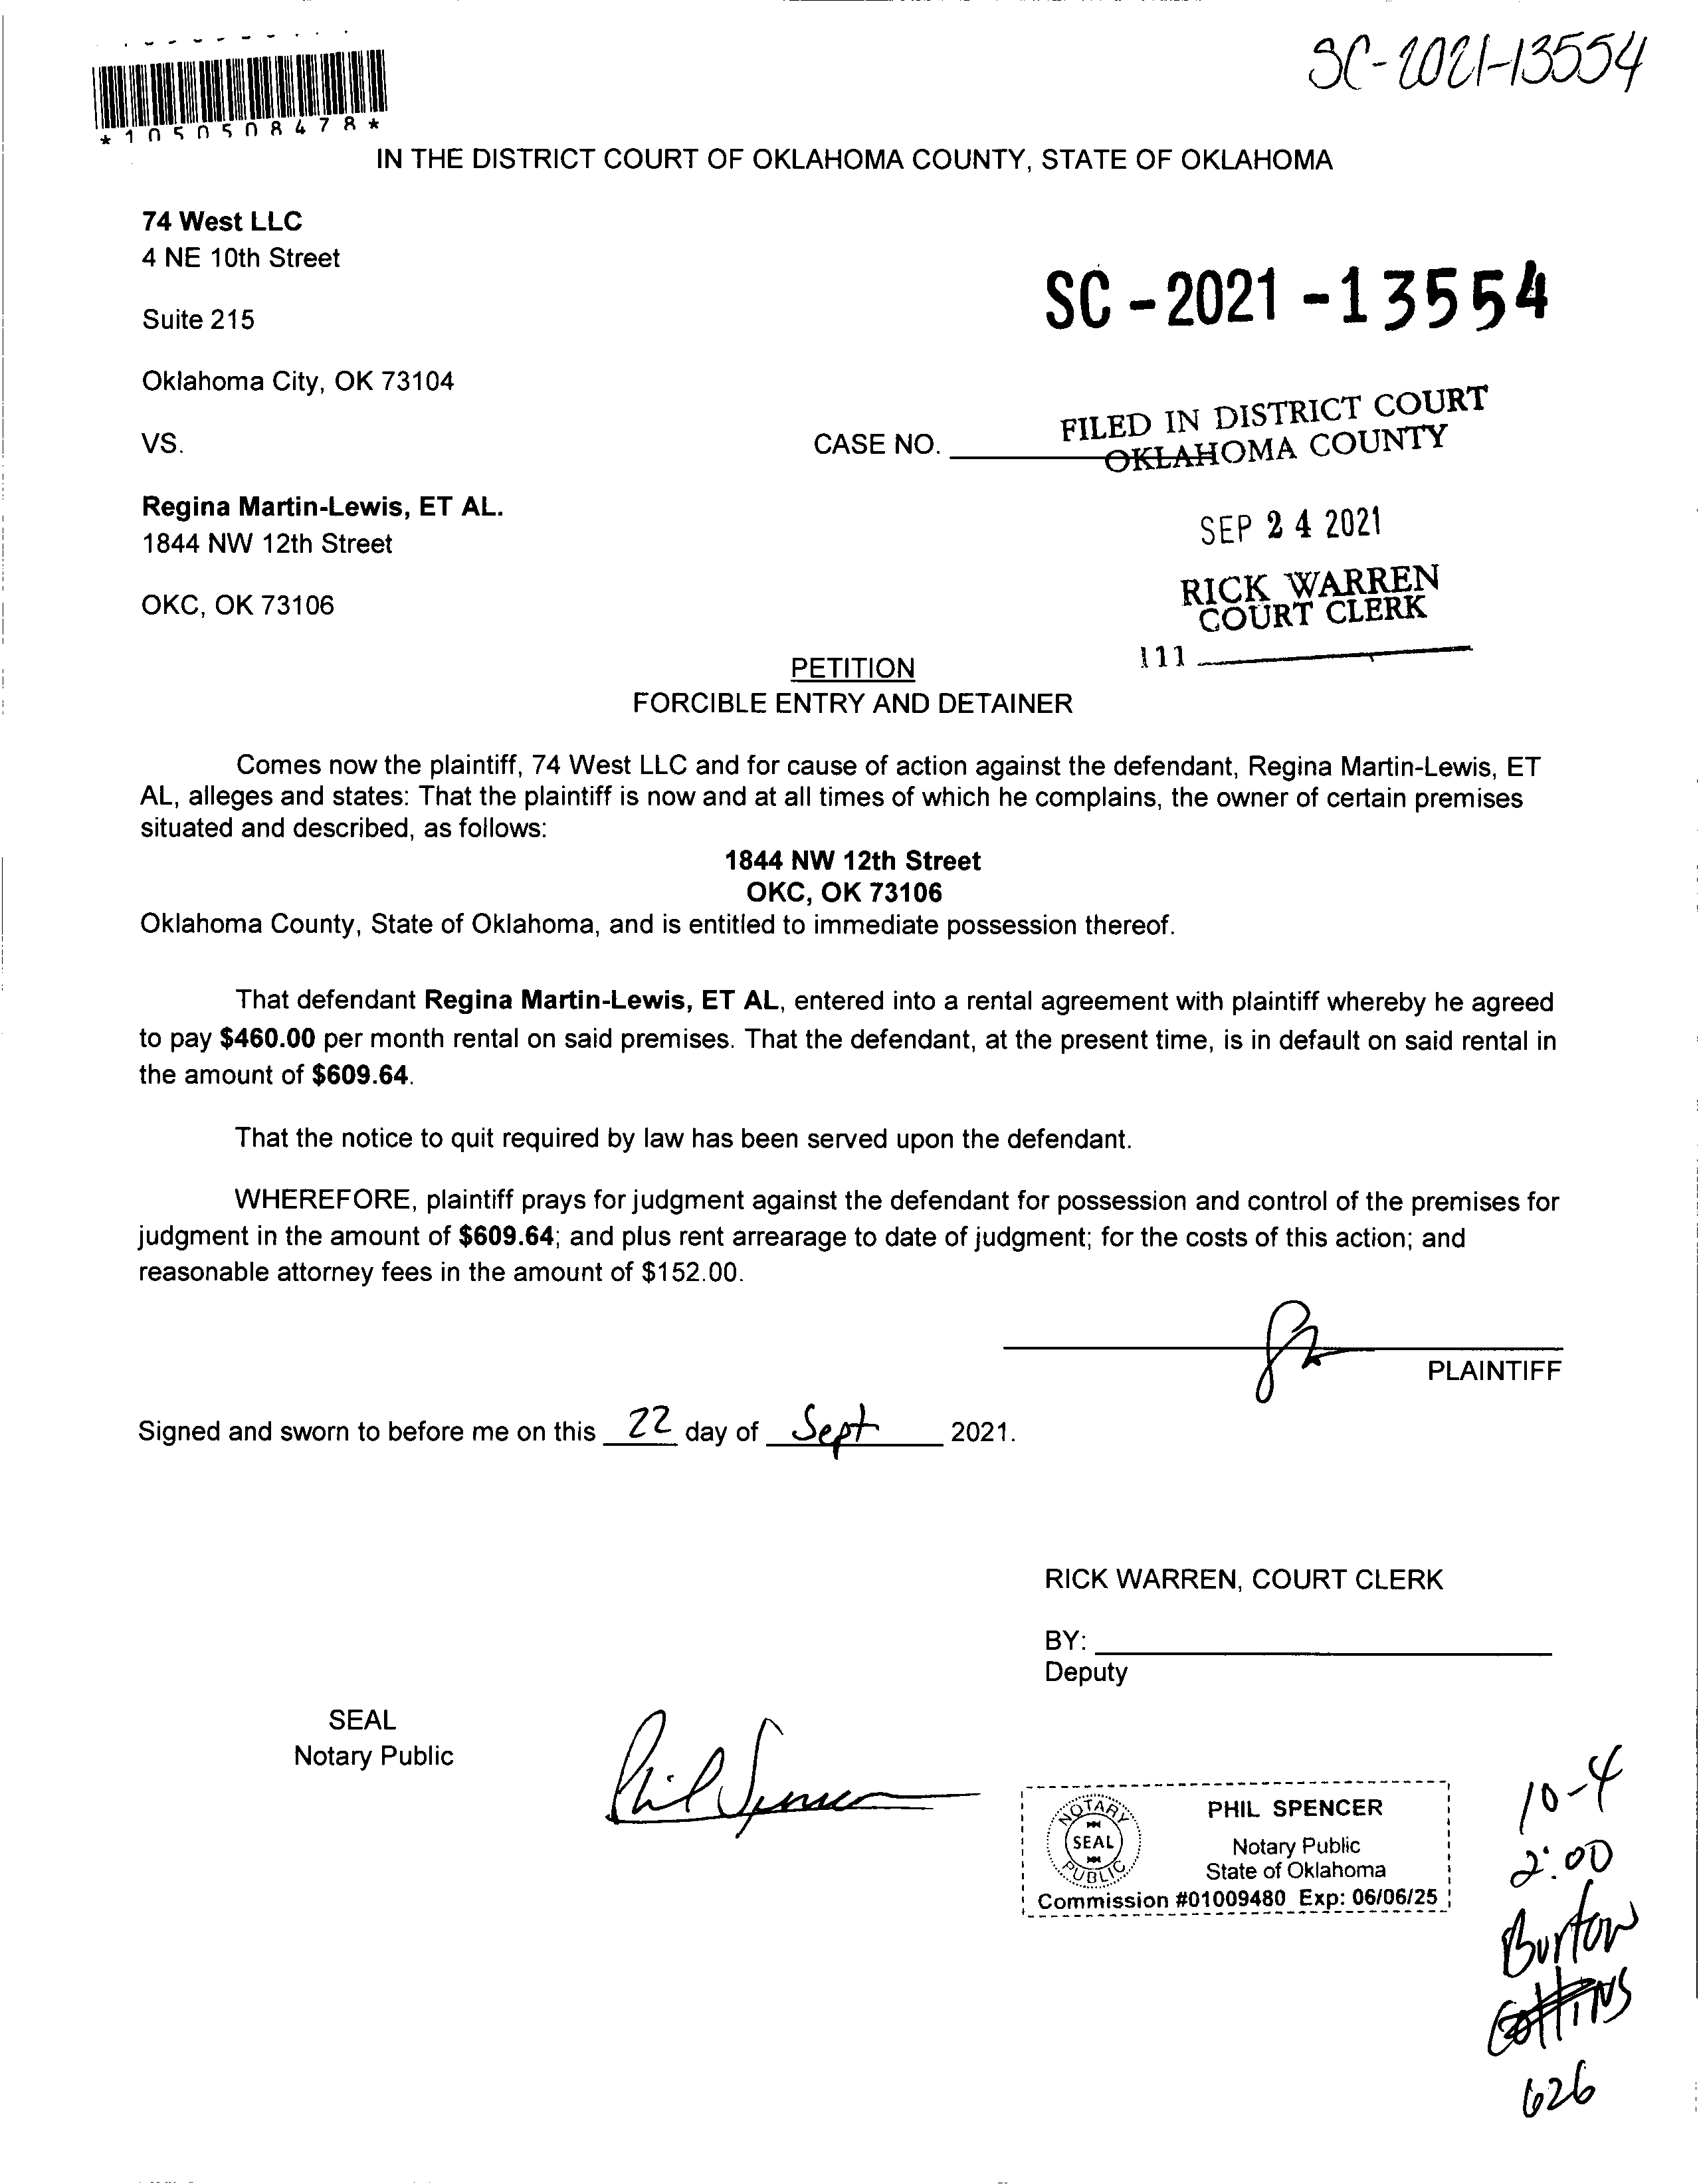 SC-2021-13554
*1050508478*
IN THE DISTRICT COURT OF OKLAHOMA COUNTY, STATE OF OKLAHOMA
74 West LLC
4 NE 10th Street
Suite 215
SC-2021-13554
Oklahoma City, OK 73104
FILED IN DISTRICT COURT
OKLAHOMA COUNTY
VS.
CASE NO.
Regina Martin-Lewis, ET AL.
1844 NW 12th Street
SEP 24 2021
OKC, OK 73106
RICK WARREN
COURT CLERK
111
PETITION
FORCIBLE ENTRY AND DETAINER
Comes now the plaintiff, 74 West LLC and for cause of action against the defendant, Regina Martin-Lewis, ET
AL, alleges and states: That the plaintiff is now and at all times of which he complains, the owner of certain premises
situated and described, as follows:
1844 NW 12th Street
OKC, OK 73106
Oklahoma County, State of Oklahoma, and is entitled to immediate possession thereof.
That defendant Regina Martin-Lewis, ET AL, entered into a rental agreement with plaintiff whereby he agreed
to pay $460.00 per month rental on said premises. That the defendant, at the present time, is in default on said rental in
the amount of $609.64.
That the notice to quit required by law has been served upon the defendant.
WHEREFORE, plaintiff prays for judgment against the defendant for possession and control of the premises for
judgment in the amount of $609.64; and plus rent arrearage to date of judgment; for the costs of this action; and
reasonable attorney fees in the amount of $152.00.
PLAINTIFF
Signed and sworn to before me on this 22 day of Sept 2021.
RICK WARREN, COURT CLERK
BY:
Deputy
SEAL
Notary Public
Phil Spencer
NOTARY
SEAL
PUBLIC
PHIL SPENCER
Notary Public
State of Oklahoma
Commission #01009480 Exp: 06/06/25
10-4
2:00
Burton
626